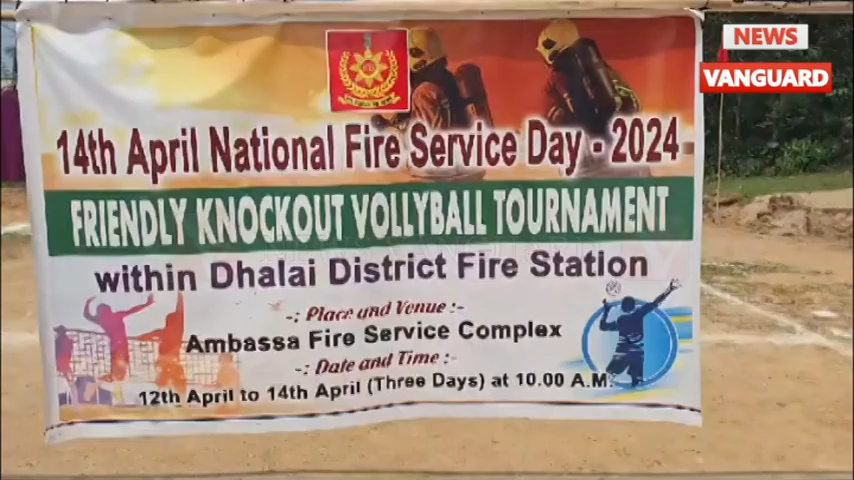 NEWS
VANGUARD
14th April National Fire Service Day - 2024
FRIENDLY KNOCKOUT VOLLYBALL TOURNAMENT
within Dhalai District Fire Station
-: Place and Venue :-
Ambassa Fire Service Complex
-: Date and Time :-
12th April to 14th April (Three Days) at 10.00 A.M.